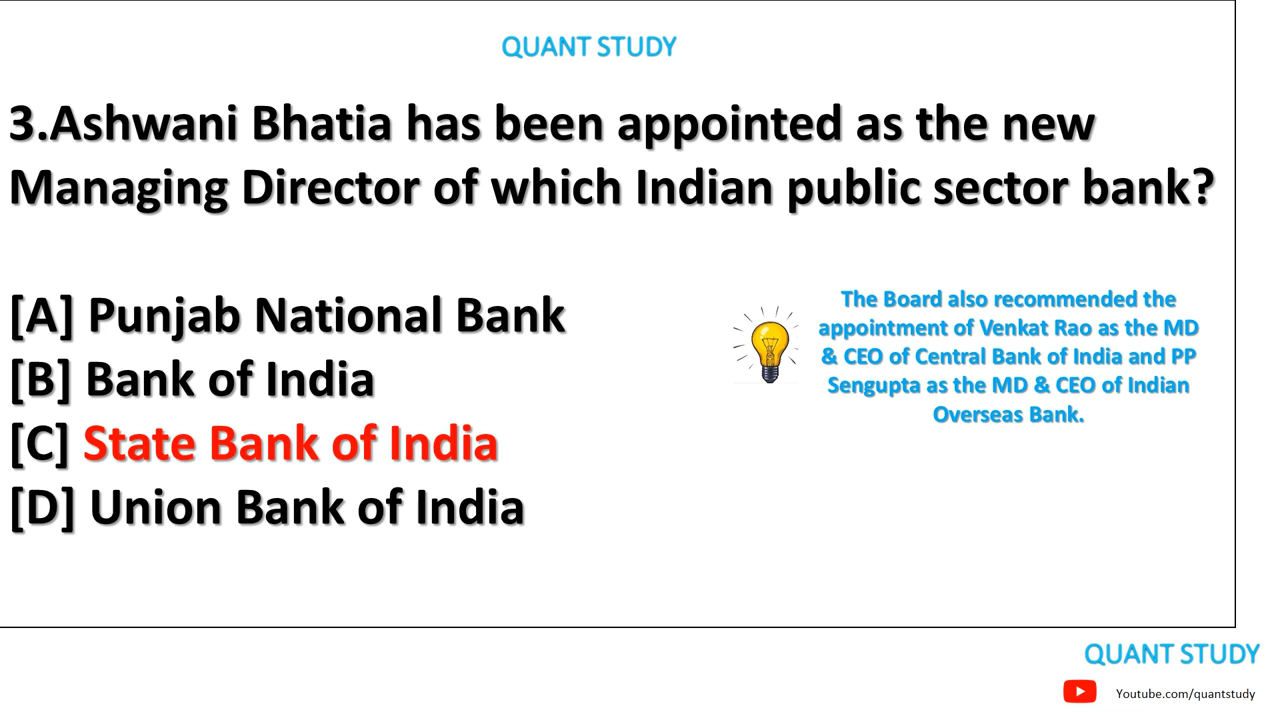 QUANT STUDY
3.Ashwani Bhatia has been appointed as the new
Managing Director of which Indian public sector bank?
[A] Punjab National Bank
[B] Bank of India
[C] State Bank of India
[D] Union Bank of India
The Board also recommended the
appointment of Venkat Rao as the MD
& CEO of Central Bank of India and PP
Sengupta as the MD & CEO of Indian
Overseas Bank.
QUANT STUDY
Youtube.com/quantstudy